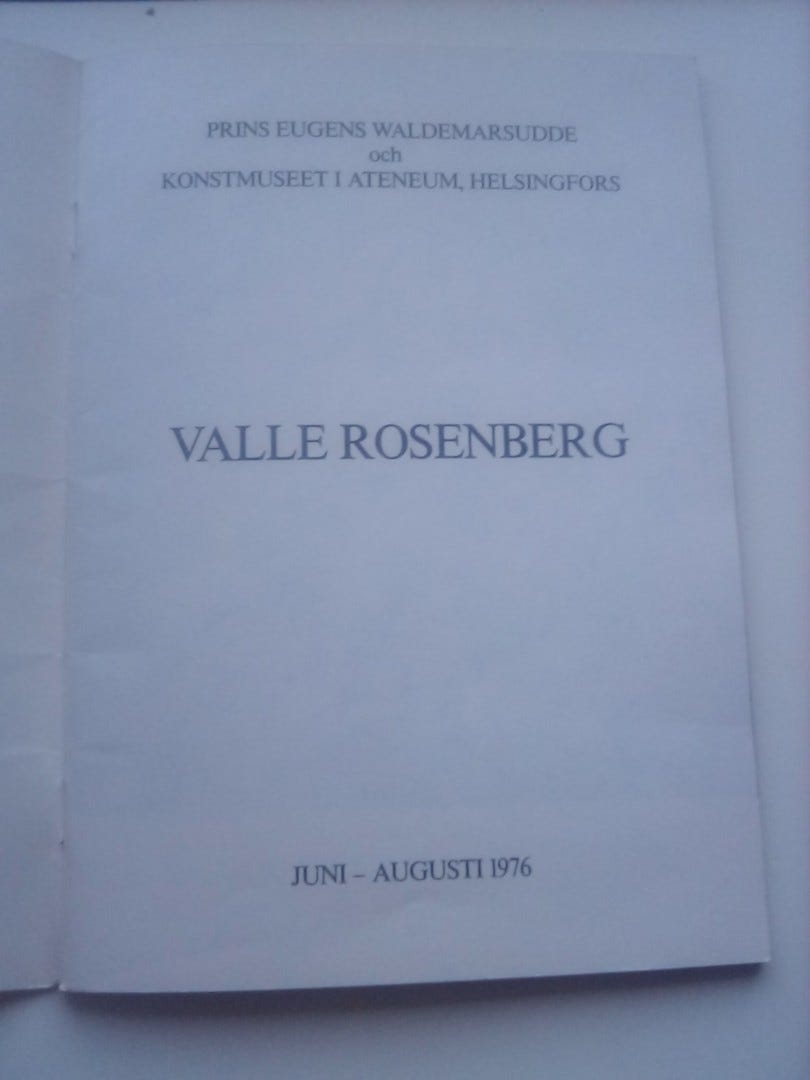 PRINS EUGENS WALDEMARSUDDE
och
KONSTMUSEET I ATENEUM, HELSINGFORS
VALLE ROSENBERG
JUNI – AUGUSTI 1976